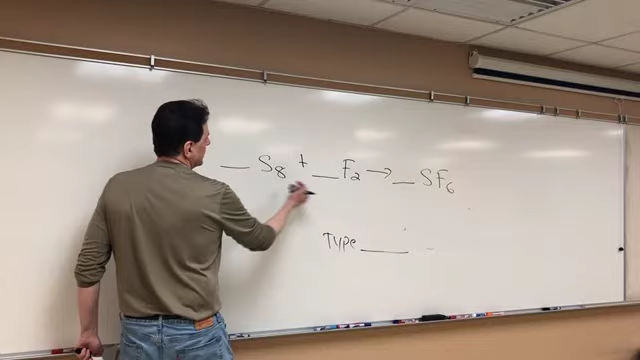 __ S₈ + __ F₂ → __ SF₆
Type ____